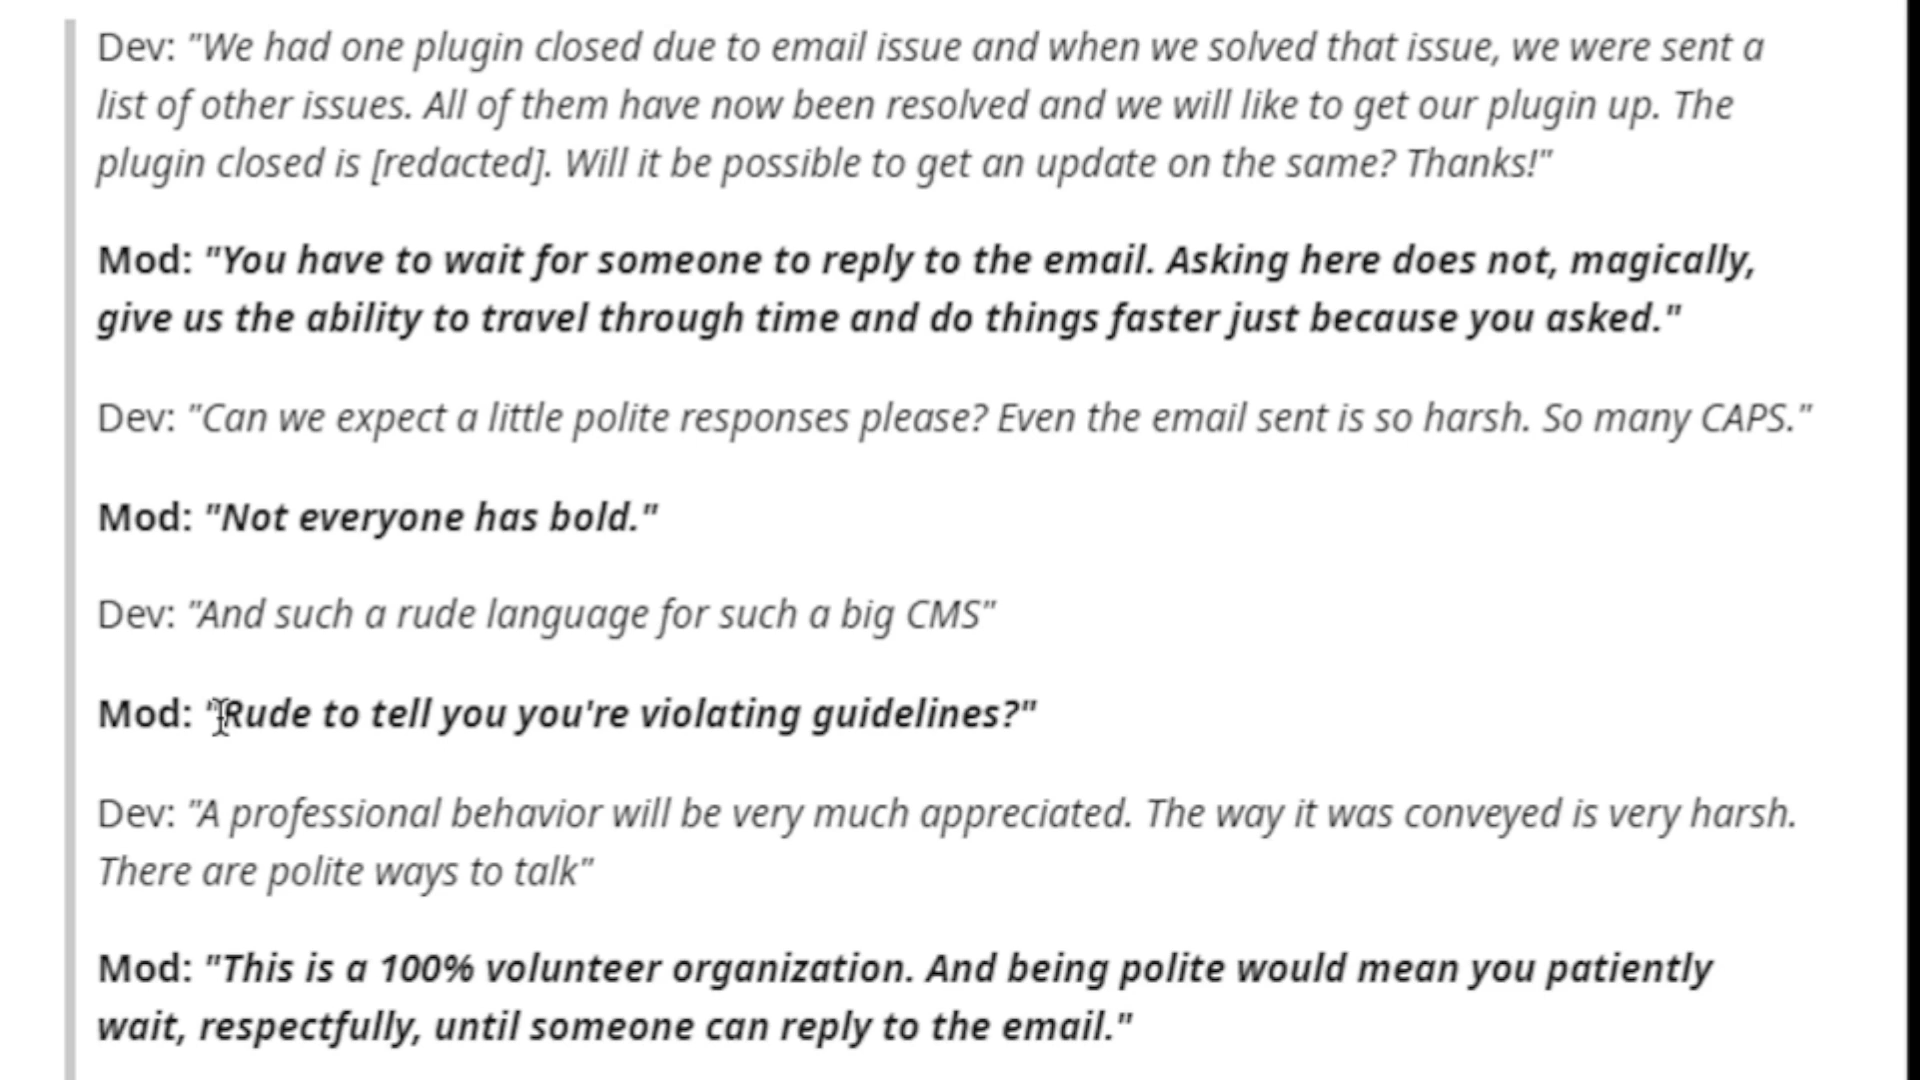 Dev: "We had one plugin closed due to email issue and when we solved that issue, we were sent a
list of other issues. All of them have now been resolved and we will like to get our plugin up. The
plugin closed is [redacted]. Will it be possible to get an update on the same? Thanks!"
Mod: "You have to wait for someone to reply to the email. Asking here does not, magically,
give us the ability to travel through time and do things faster just because you asked."
Dev: "Can we expect a little polite responses please? Even the email sent is so harsh. So many CAPS."
Mod: "Not everyone has bold."
Dev: "And such a rude language for such a big CMS"
Mod: "Rude to tell you you're violating guidelines?"
Dev: "A professional behavior will be very much appreciated. The way it was conveyed is very harsh.
There are polite ways to talk"
Mod: "This is a 100% volunteer organization. And being polite would mean you patiently
wait, respectfully, until someone can reply to the email."